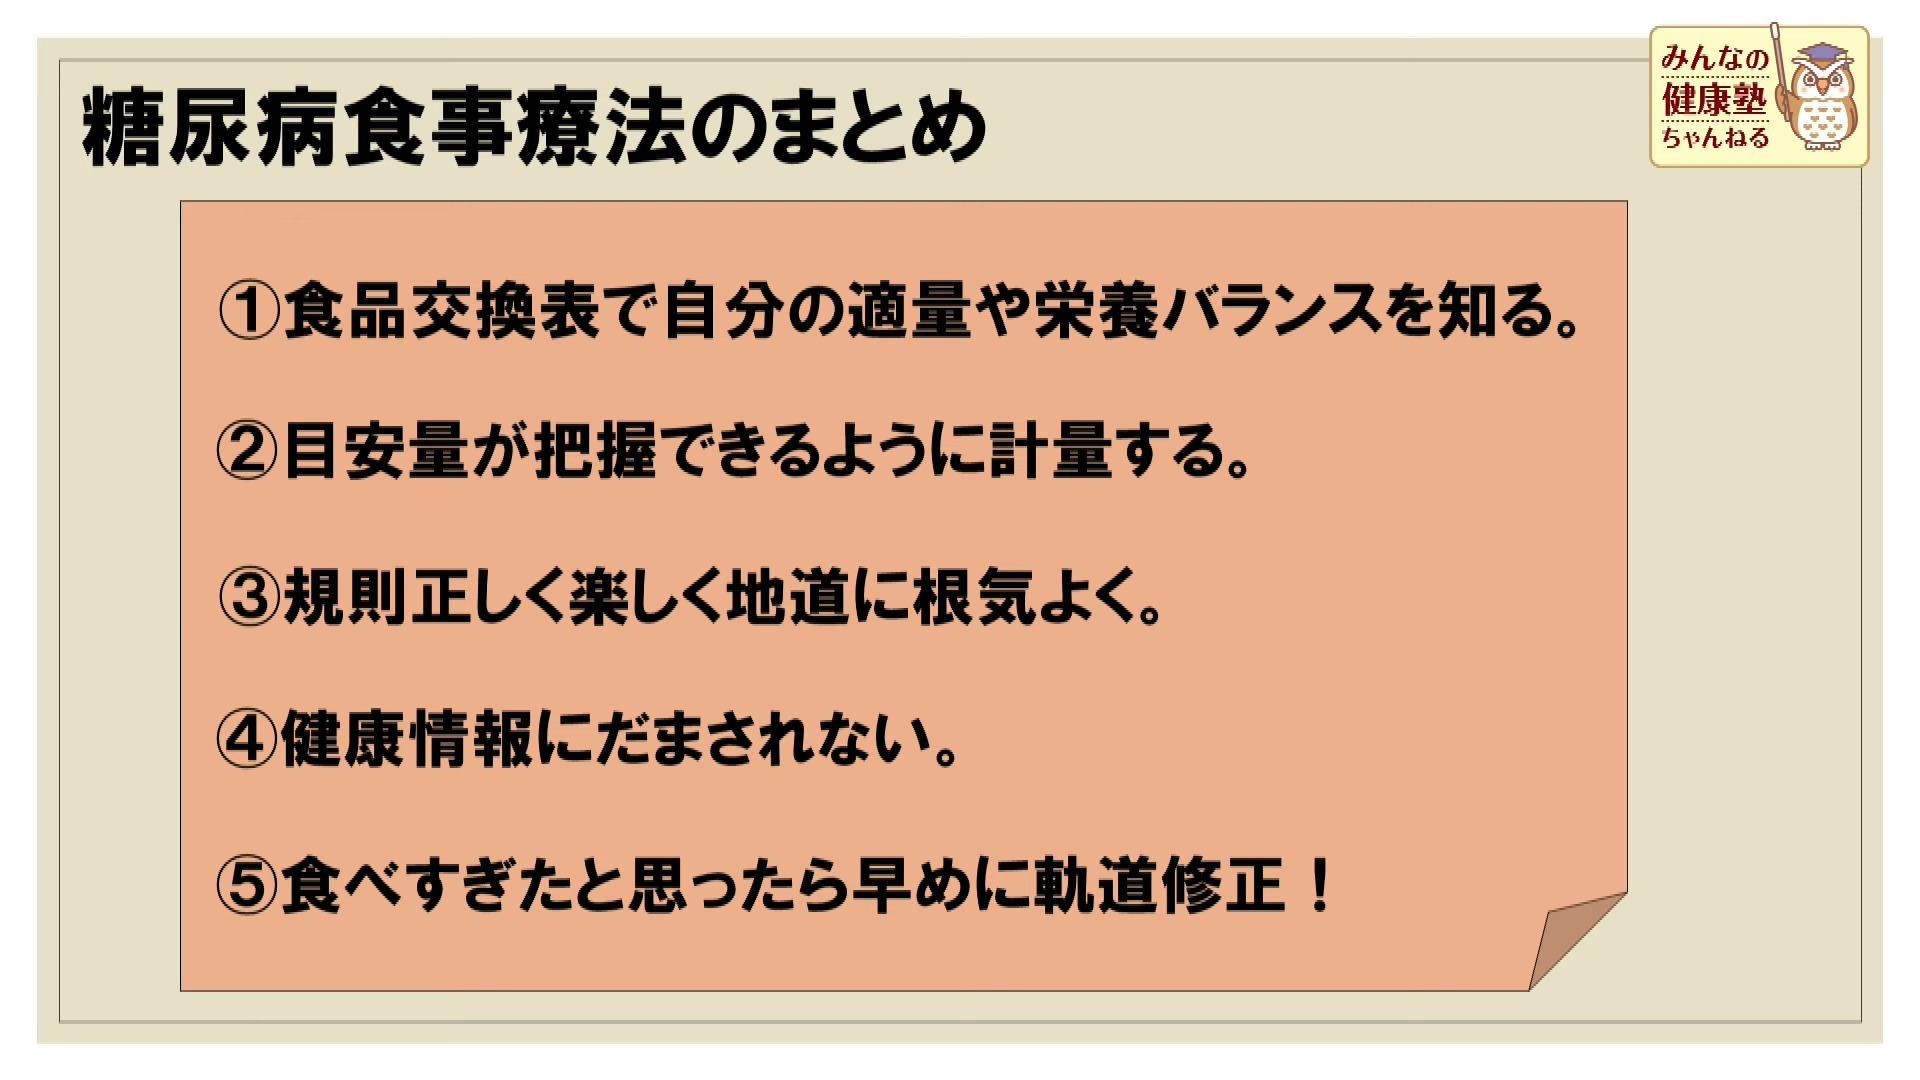 糖尿病食事療法のまとめ
みんなの
健康塾
ちゃんねる
①食品交換表で自分の適量や栄養バランスを知る。
②目安量が把握できるように計量する。
③規則正しく楽しく地道に根気よく。
④健康情報にだまされない。
⑤食べすぎたと思ったら早めに軌道修正！